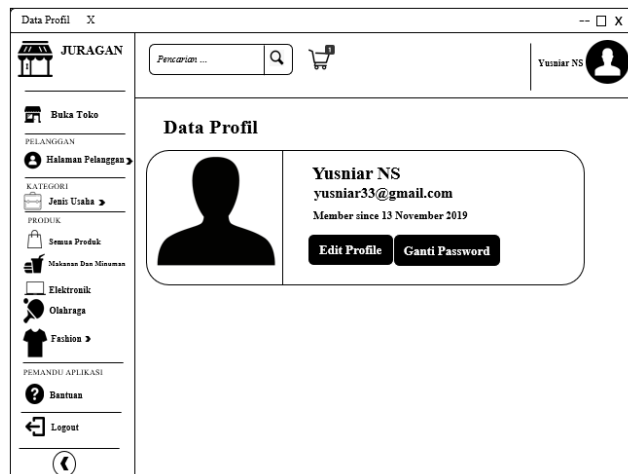 Data Profil X
-- X
JURAGAN
Pencarian ...
1
Yusniar NS
Buka Toko
PELANGGAN
Halaman Pelanggan
KATEGORI
Jenis Usaha
PRODUK
Semua Produk
Makanan Dan Minuman
Elektronik
Olahraga
Fashion
PEMANDU APLIKASI
? Bantuan
Logout
Data Profil
Yusniar NS
yusniar33@gmail.com
Member since 13 November 2019
Edit Profile Ganti Password